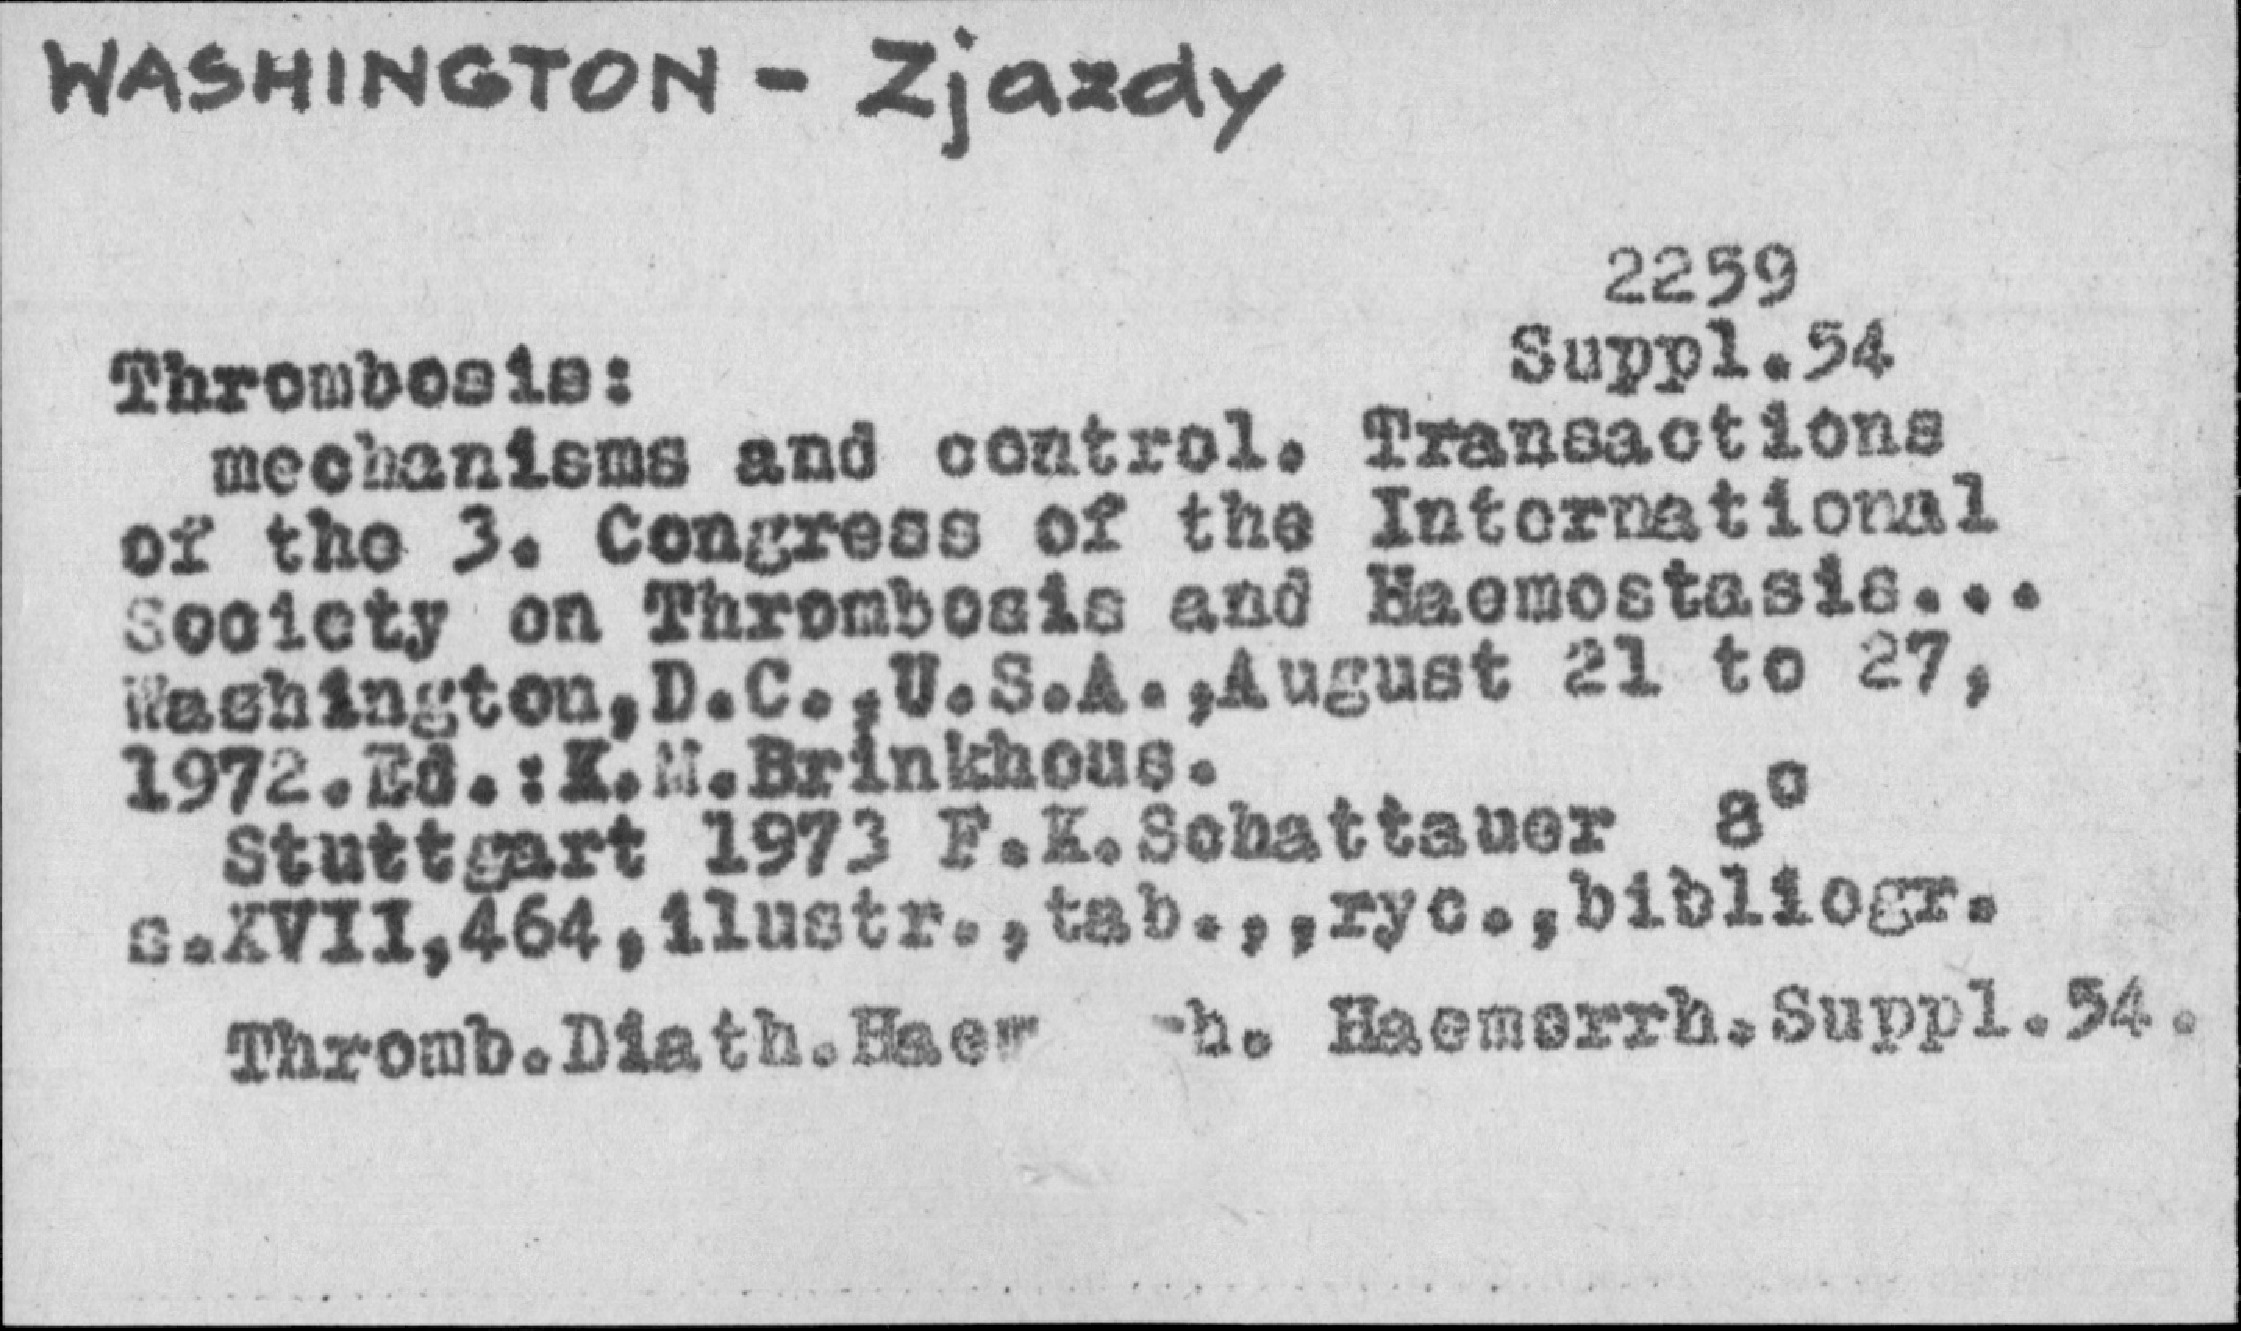 WASHINGTON - Zjazdy
2259
Suppl.54
Thrombosis:
mechanisms and control. Transactions
of the 3. Congress of the International
Society on Thrombosis and Haemostasis...
Washington,D.C.,U.S.A.,August 21 to 27,
1972.Ed.:K.M.Brinkhous.
Stuttgart 1973 F.K.Schattauer 8°
s.XVII,464,ilustr.,tab.,,ryc.,bibliogr.
Thromb.Diath. Haemorrh.Suppl.54.